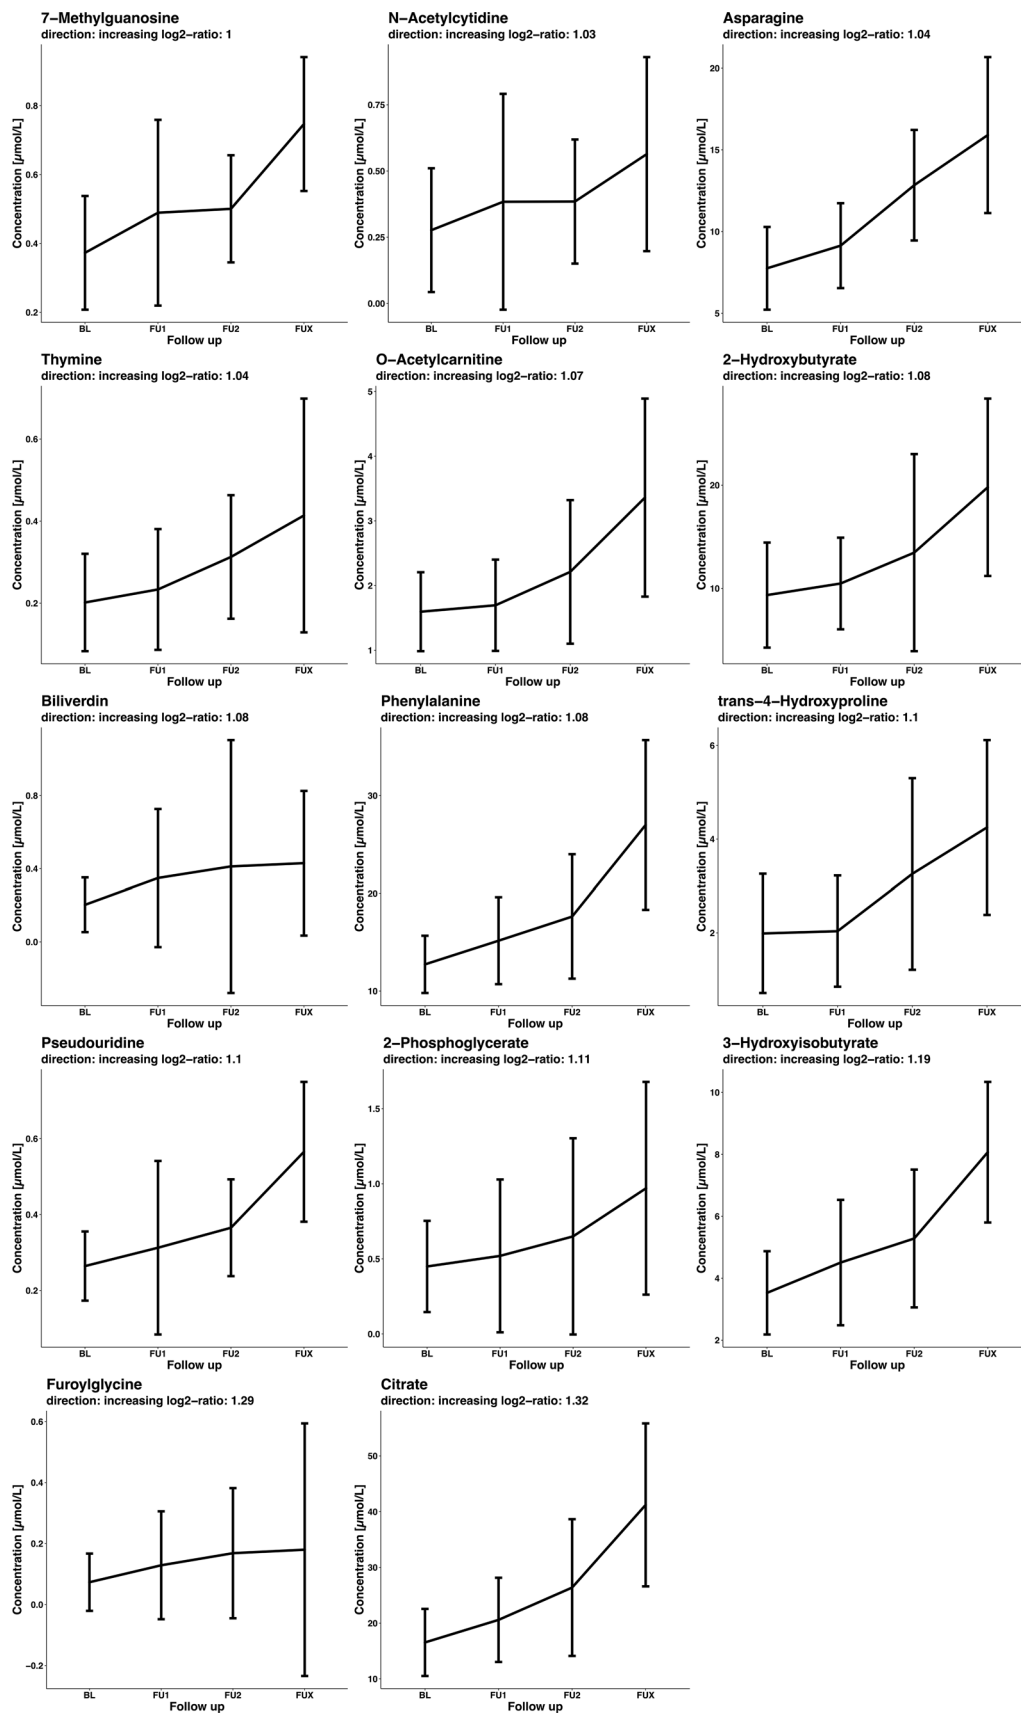 7−Methylguanosine
direction: increasing log2−ratio: 1
Concentration [µmol/L]
0.8
0.6
0.4
0.2
BL FU1 FU2 FUX
Follow up
N−Acetylcytidine
direction: increasing log2−ratio: 1.03
Concentration [µmol/L]
0.75
0.50
0.25
0.00
BL FU1 FU2 FUX
Follow up
Asparagine
direction: increasing log2−ratio: 1.04
Concentration [µmol/L]
20
15
10
5
BL FU1 FU2 FUX
Follow up
Thymine
direction: increasing log2−ratio: 1.04
Concentration [µmol/L]
0.6
0.4
0.2
BL FU1 FU2 FUX
Follow up
O−Acetylcarnitine
direction: increasing log2−ratio: 1.07
Concentration [µmol/L]
5
4
3
2
1
BL FU1 FU2 FUX
Follow up
2−Hydroxybutyrate
direction: increasing log2−ratio: 1.08
Concentration [µmol/L]
20
10
BL FU1 FU2 FUX
Follow up
Biliverdin
direction: increasing log2−ratio: 1.08
Concentration [µmol/L]
0.8
0.4
0.0
BL FU1 FU2 FUX
Follow up
Phenylalanine
direction: increasing log2−ratio: 1.08
Concentration [µmol/L]
30
20
10
BL FU1 FU2 FUX
Follow up
trans−4−Hydroxyproline
direction: increasing log2−ratio: 1.1
Concentration [µmol/L]
6
4
2
BL FU1 FU2 FUX
Follow up
Pseudouridine
direction: increasing log2−ratio: 1.1
Concentration [µmol/L]
0.6
0.4
0.2
BL FU1 FU2 FUX
Follow up
2−Phosphoglycerate
direction: increasing log2−ratio: 1.11
Concentration [µmol/L]
1.5
1.0
0.5
0.0
BL FU1 FU2 FUX
Follow up
3−Hydroxyisobutyrate
direction: increasing log2−ratio: 1.19
Concentration [µmol/L]
10
8
6
4
2
BL FU1 FU2 FUX
Follow up
Furoylglycine
direction: increasing log2−ratio: 1.29
Concentration [µmol/L]
0.6
0.4
0.2
0.0
−0.2
BL FU1 FU2 FUX
Follow up
Citrate
direction: increasing log2−ratio: 1.32
Concentration [µmol/L]
50
40
30
20
10
BL FU1 FU2 FUX
Follow up